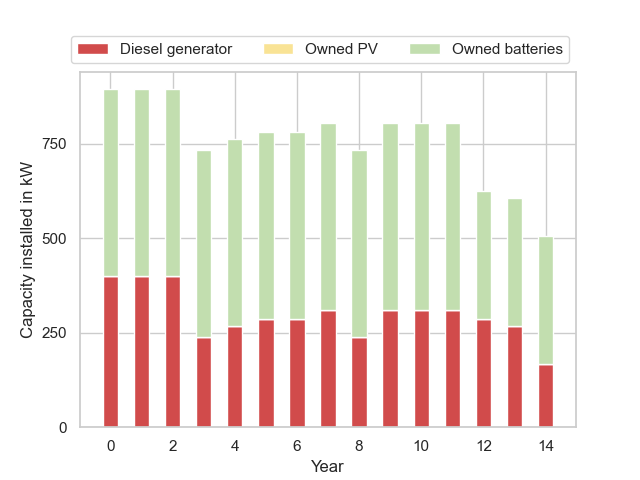 Diesel generator Owned PV Owned batteries
Capacity installed in kW
750
500
250
0
0 2 4 6 8 10 12 14
Year